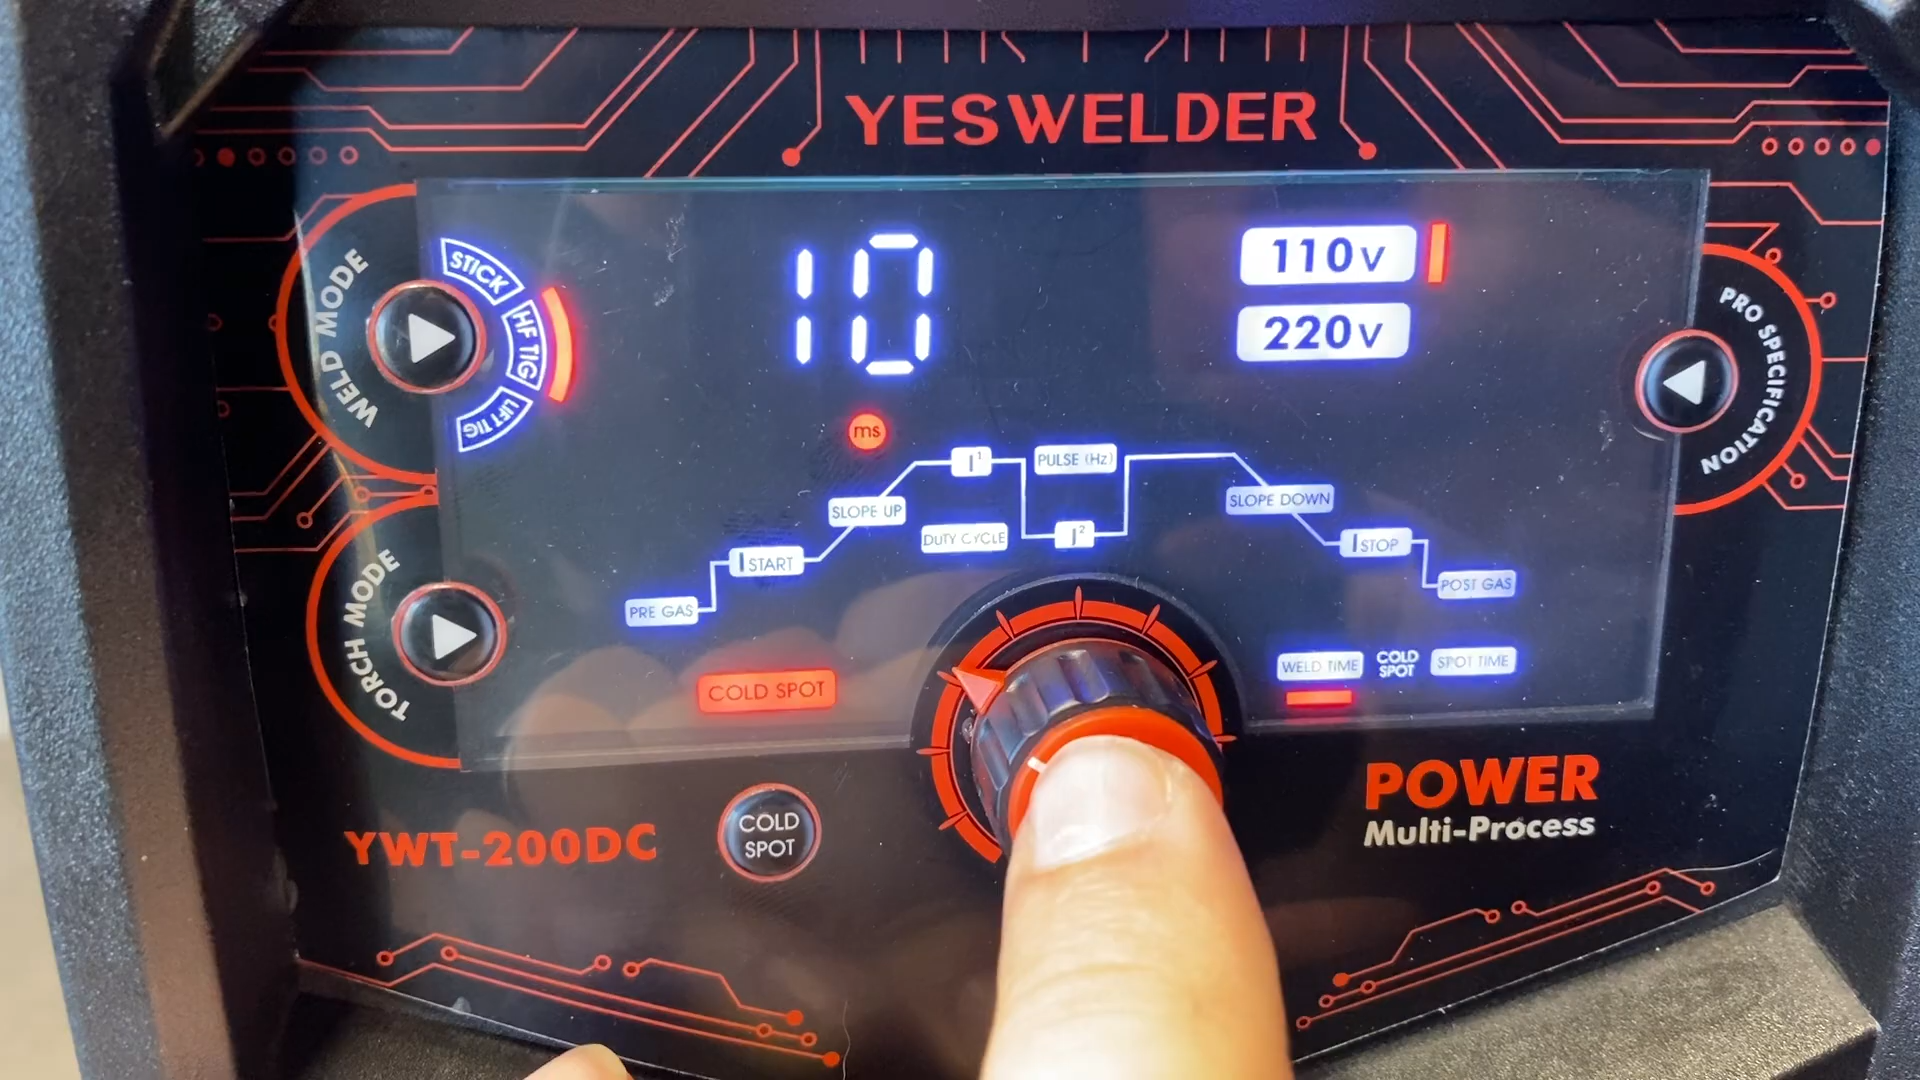 YESWELDER
WELD MODE
STICK
HF TIG
LIFT TIG
10
ms
110v
220v
PRO SPECIFICATION
TORCH MODE
PRE GAS
I START
SLOPE UP
I¹
PULSE (Hz)
DUTY CYCLE
I²
SLOPE DOWN
I STOP
POST GAS
COLD SPOT
WELD TIME
COLD
SPOT
SPOT TIME
YWT-200DC
COLD
SPOT
POWER
Multi-Process